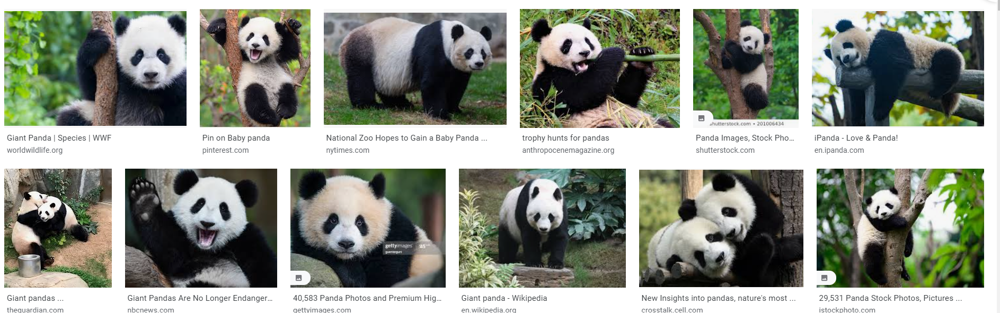 shutterstock.com • 201006434
Giant Panda | Species | WWF
worldwildlife.org
Pin on Baby panda
pinterest.com
National Zoo Hopes to Gain a Baby Panda ...
nytimes.com
trophy hunts for pandas
anthropocenemagazine.org
Panda Images, Stock Pho...
shutterstock.com
iPanda - Love & Panda!
en.ipanda.com
gettyimages
Giant pandas ...
theguardian.com
Giant Pandas Are No Longer Endanger...
nbcnews.com
40,583 Panda Photos and Premium Hig...
gettyimages.com
Giant panda - Wikipedia
en.wikipedia.org
New Insights into pandas, nature's most ...
crosstalk.cell.com
29,531 Panda Stock Photos, Pictures ...
istockphoto.com